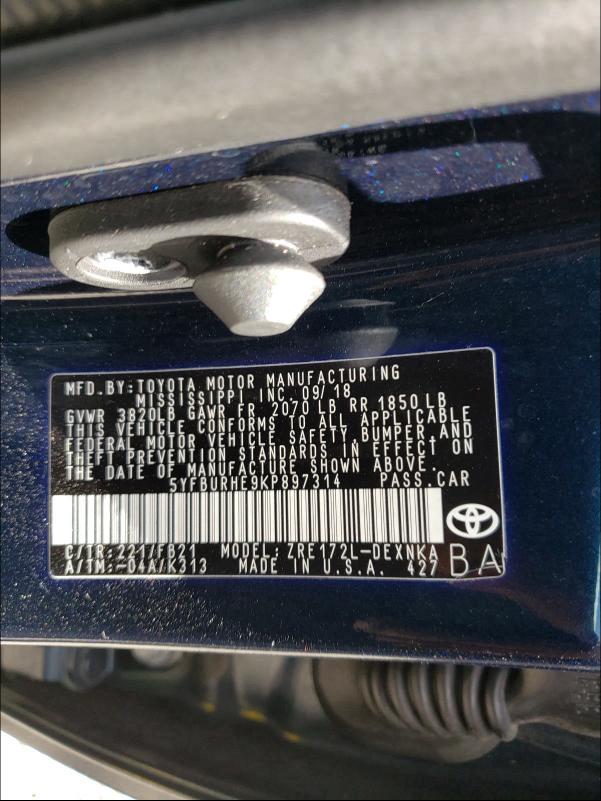 MFD. BY:TOYOTA MOTOR MANUFACTURING
MISSISSIPPI INC. 09/18
GVWR 3820LB GAWR FR 2070 LB RR 1850 LB
THIS VEHICLE CONFORMS TO ALL APPLICABLE
FEDERAL MOTOR VEHICLE SAFETY, BUMPER, AND
THEFT PREVENTION STANDARDS IN EFFECT ON
THE DATE OF MANUFACTURE SHOWN ABOVE.
5YFBURHE9KP897314 PASS.CAR
C/TR:221/FB21 MODEL: ZRE172L-DEXNKA
A/TM:-04A/K313 MADE IN U.S.A. 427 BA